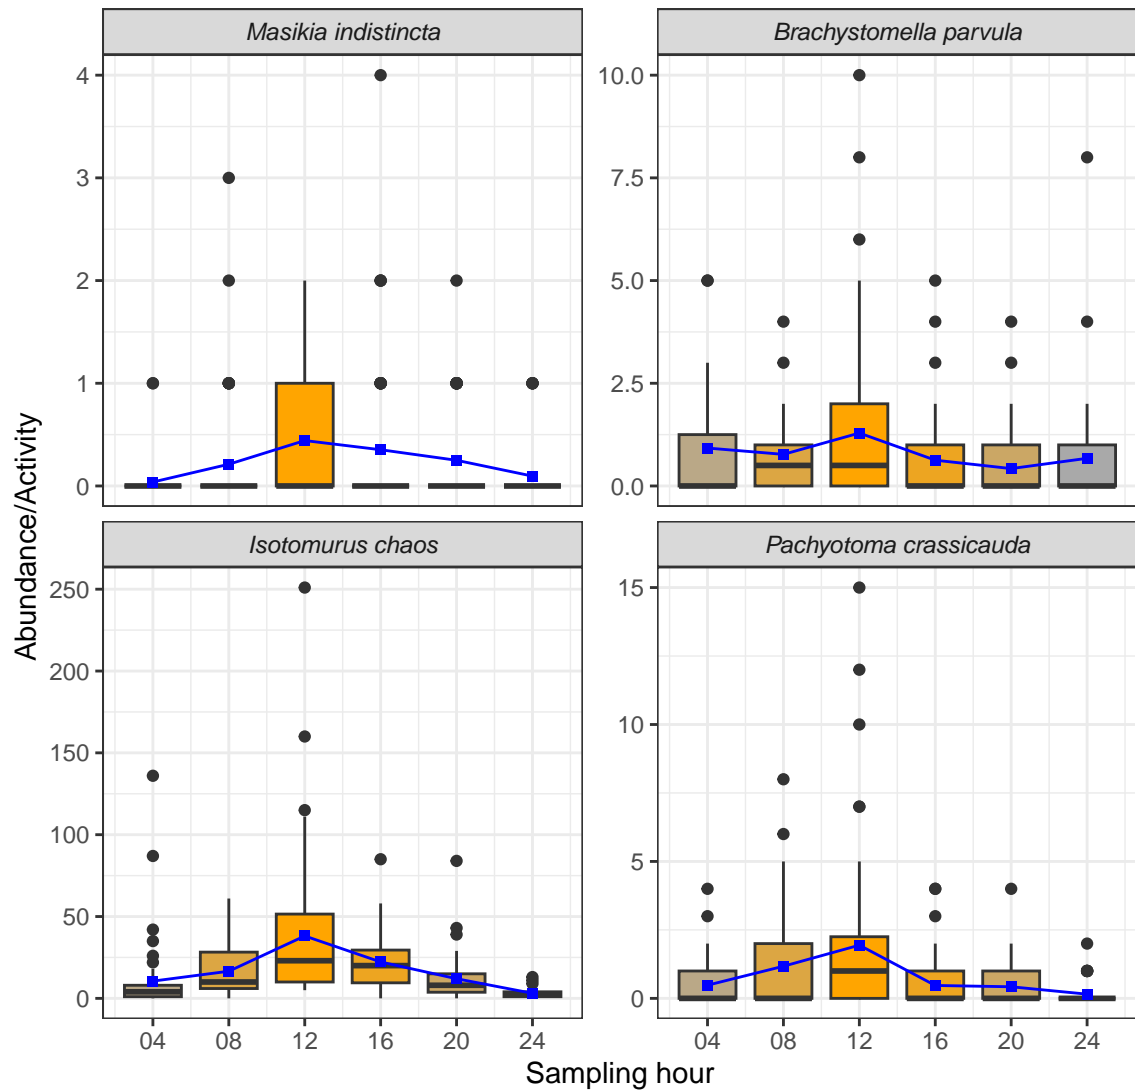 Masikia indistincta
Brachystomella parvula
4
3
2
1
0
10.0
7.5
5.0
2.5
0.0
Isotomurus chaos
Pachyotoma crassicauda
250
200
150
100
50
0
15
10
5
0
04 08 12 16 20 24
04 08 12 16 20 24
Abundance/Activity
Sampling hour